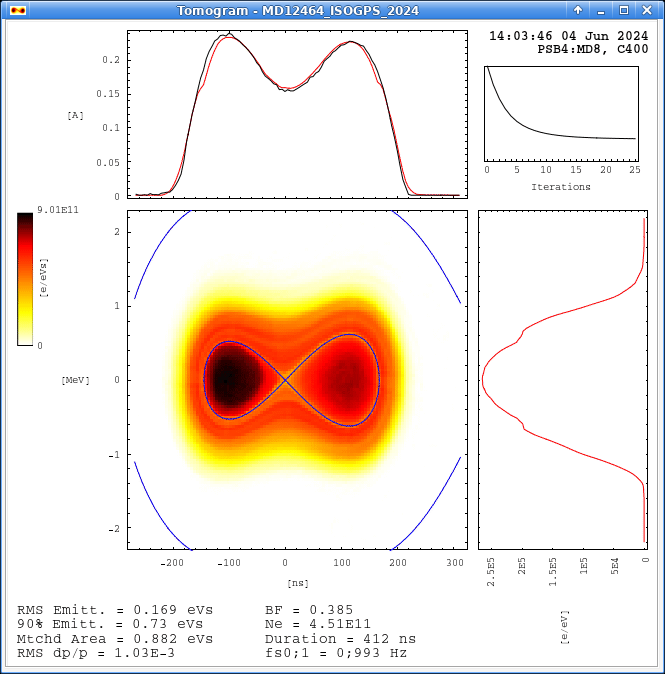 Tomogram - MD12464_ISOGPS_2024
14:03:46 04 Jun 2024
PSB4:MD8, C400
0.2
0.15
[A]
0.1
0.05
0
0 5 10 15 20 25
Iterations
9.01E11
[e/eVs]
0
2
1
[MeV]
0
-1
-2
-200 -100 0 100 200 300
[ns]
2.5E5 2E5 1.5E5 1E5 5E4 0
[e/eV]
RMS Emitt. = 0.169 eVs
BF = 0.385
90% Emitt. = 0.73 eVs
Ne = 4.51E11
Mtchd Area = 0.882 eVs
Duration = 412 ns
RMS dp/p = 1.03E-3
fs0;1 = 0;993 Hz